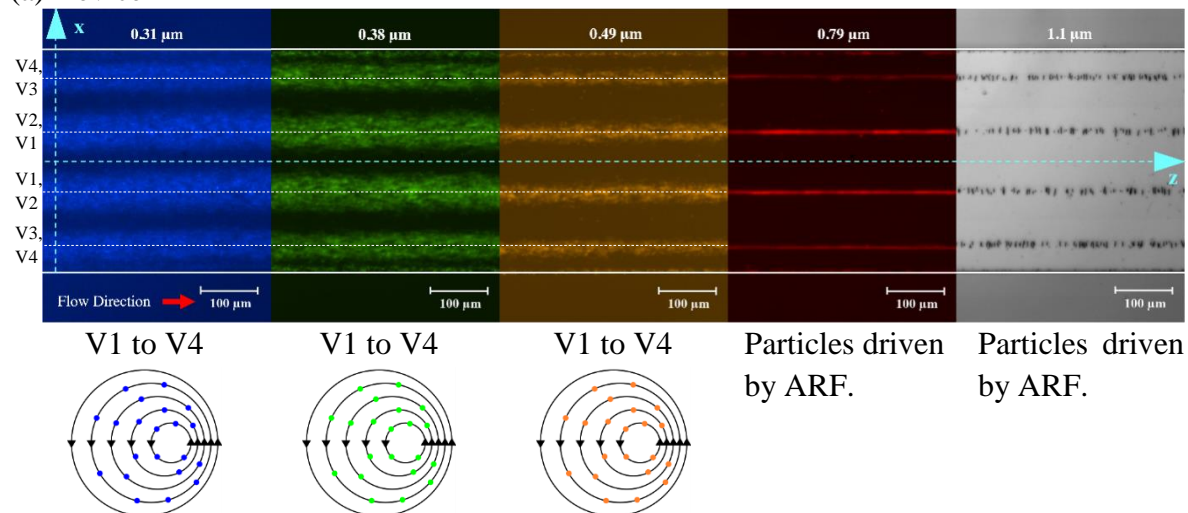 x
0.31 µm 0.38 µm 0.49 µm 0.79 µm 1.1 µm
V4,
V3
V2,
V1
V1,
V2
z
V3,
V4
Flow Direction 100 µm 100 µm 100 µm 100 µm 100 µm
V1 to V4 V1 to V4 V1 to V4 Particles driven Particles driven
by ARF. by ARF.